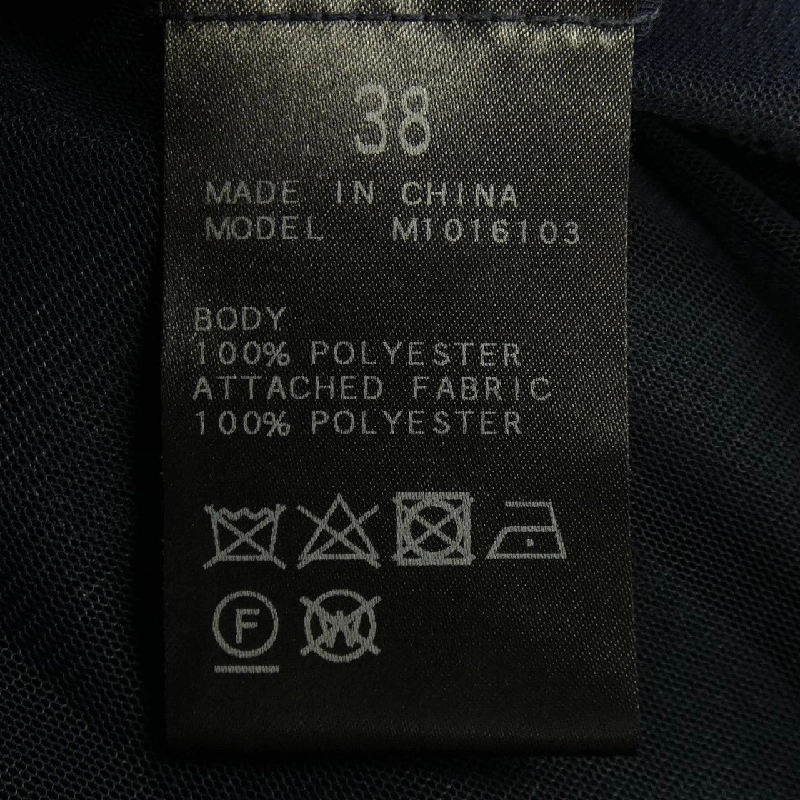 38
MADE IN CHINA
MODEL M1016103
BODY
100% POLYESTER
ATTACHED FABRIC
100% POLYESTER
F
W